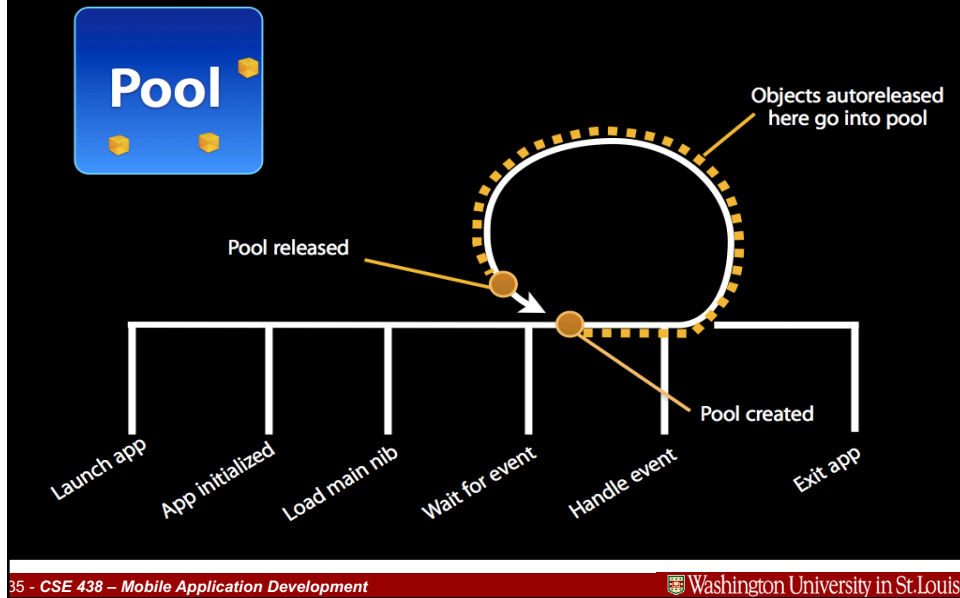 Pool
Objects autoreleased
here go into pool
Pool released
Pool created
Launch app
App initialized
Load main nib
Wait for event
Handle event
Exit app
35 - CSE 438 – Mobile Application Development
Washington University in St.Louis